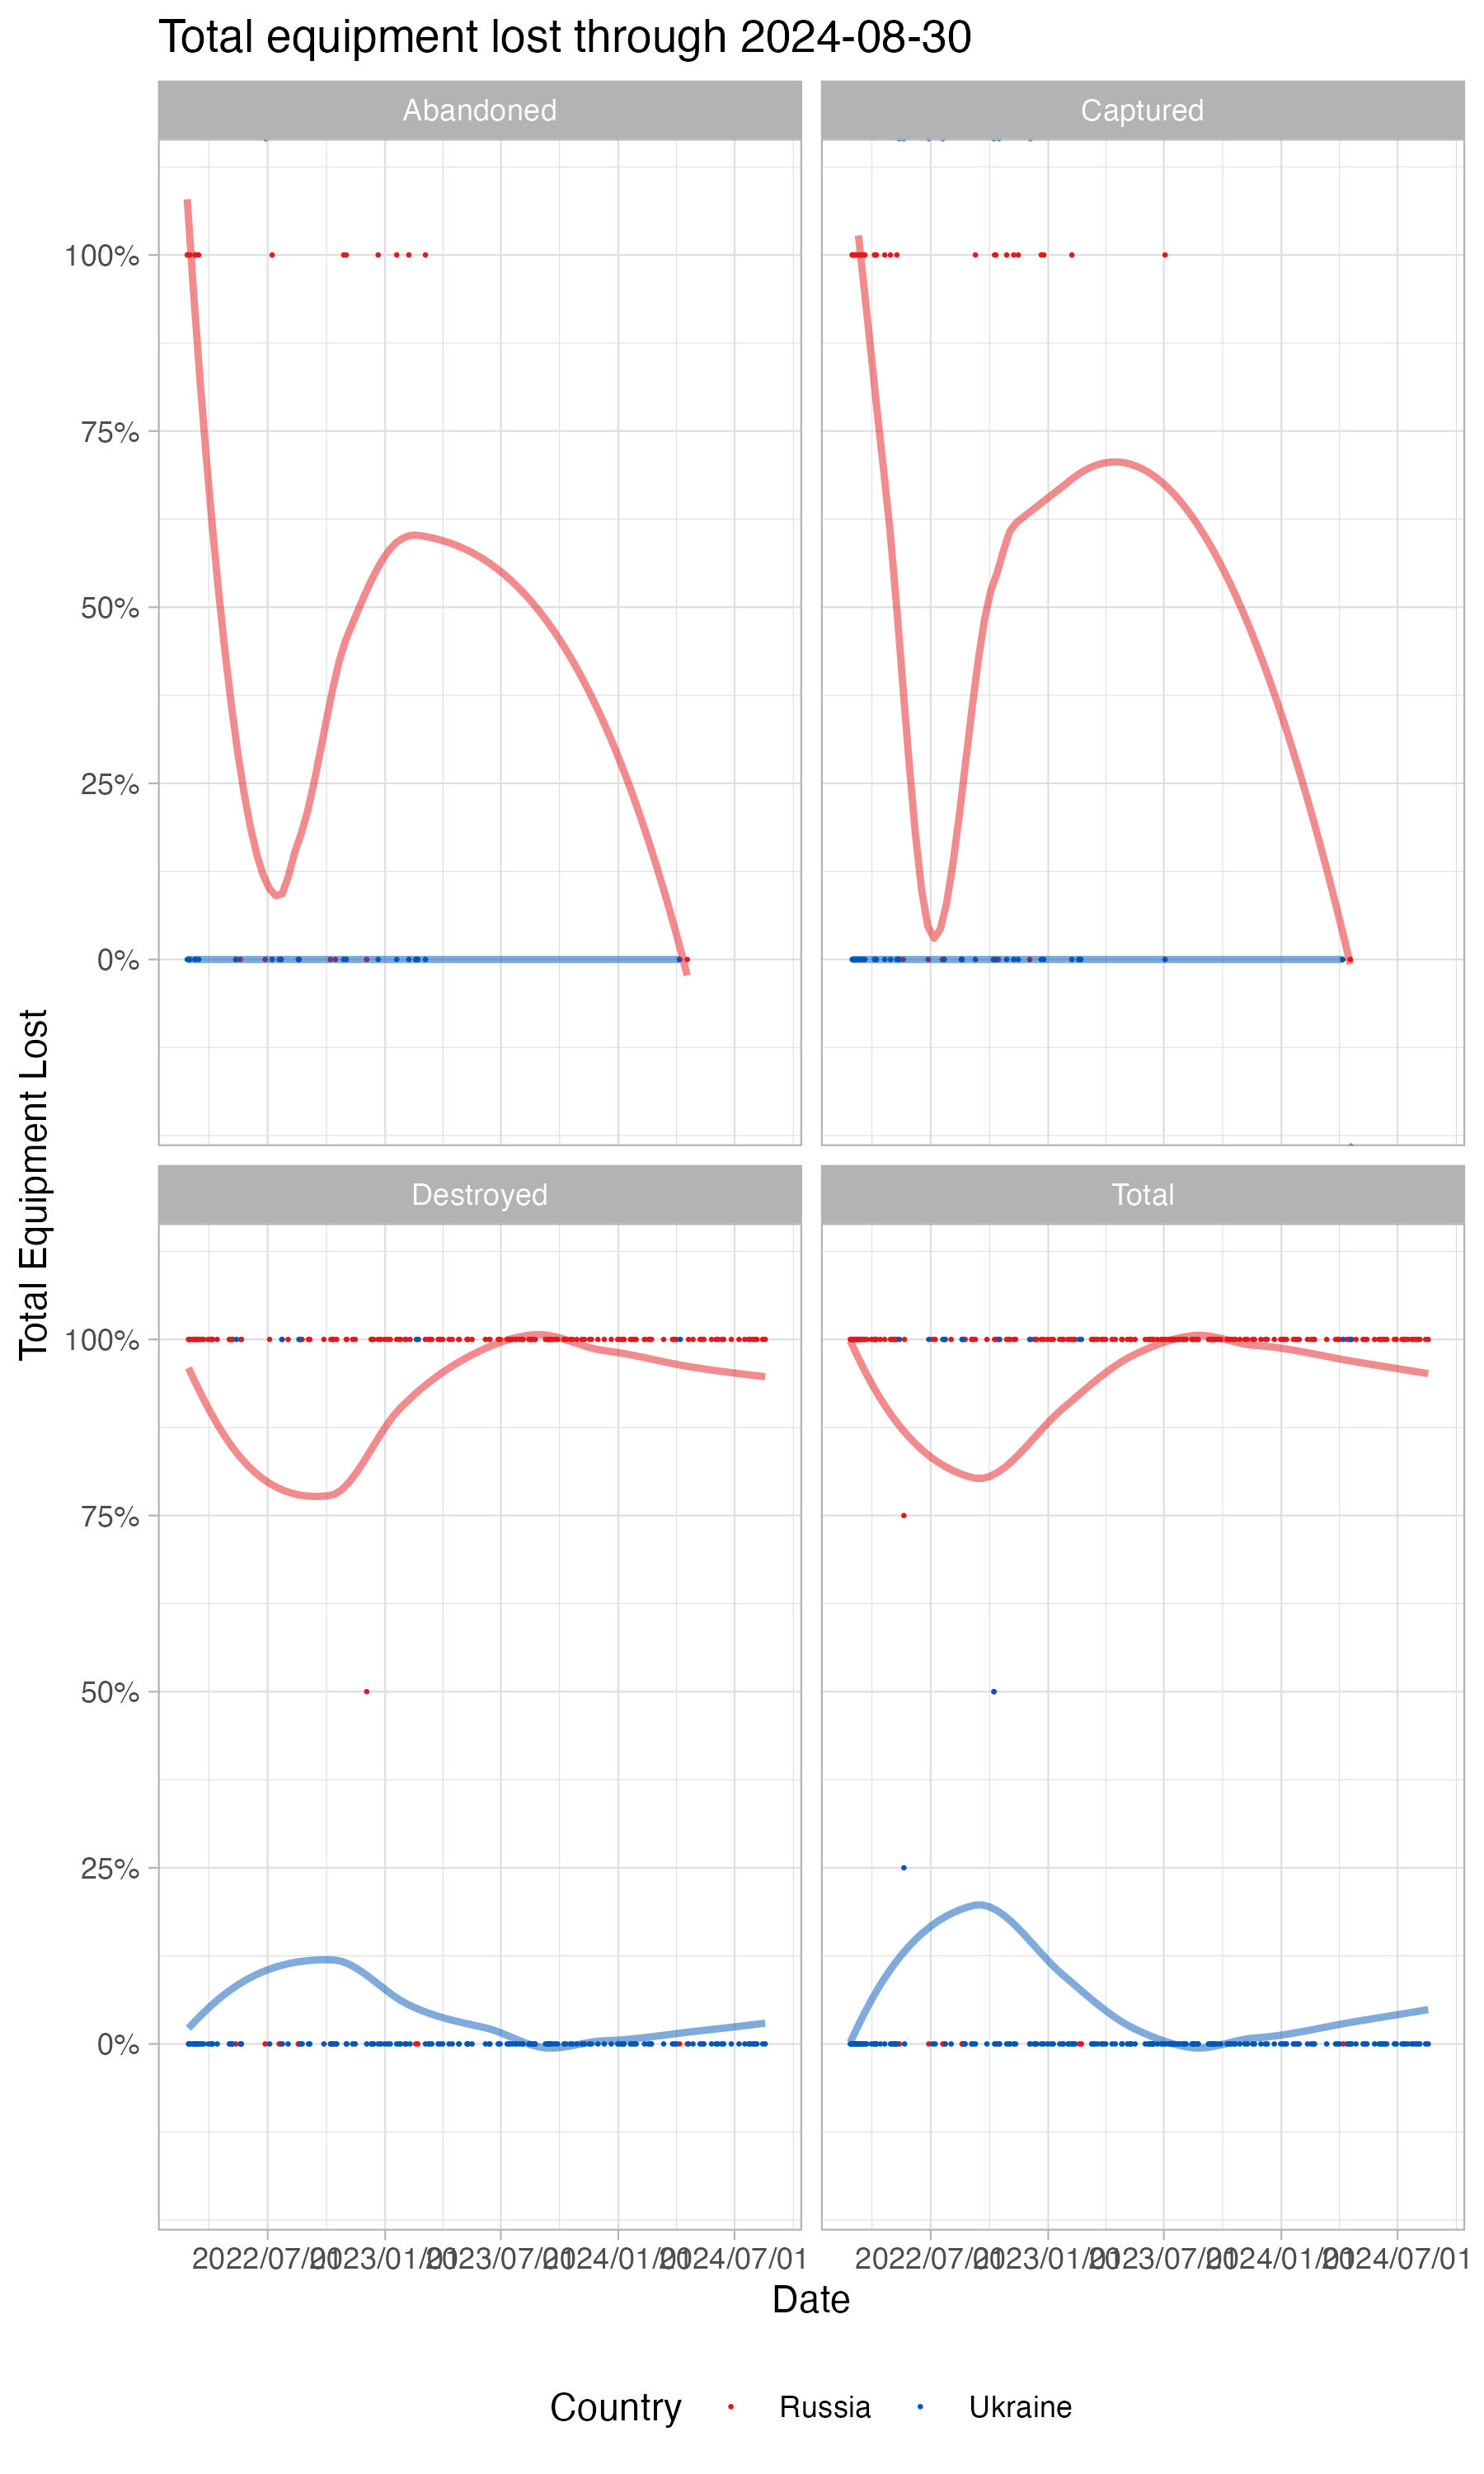 Total equipment lost through 2024-08-30
Abandoned
Captured
100%
75%
50%
25%
0%
Total Equipment Lost
Destroyed
Total
100%
75%
50%
25%
0%
2022/07/01 2023/01/01 2023/07/01 2024/01/01 2024/07/01
2022/07/01 2023/01/01 2023/07/01 2024/01/01 2024/07/01
Date
Country Russia Ukraine